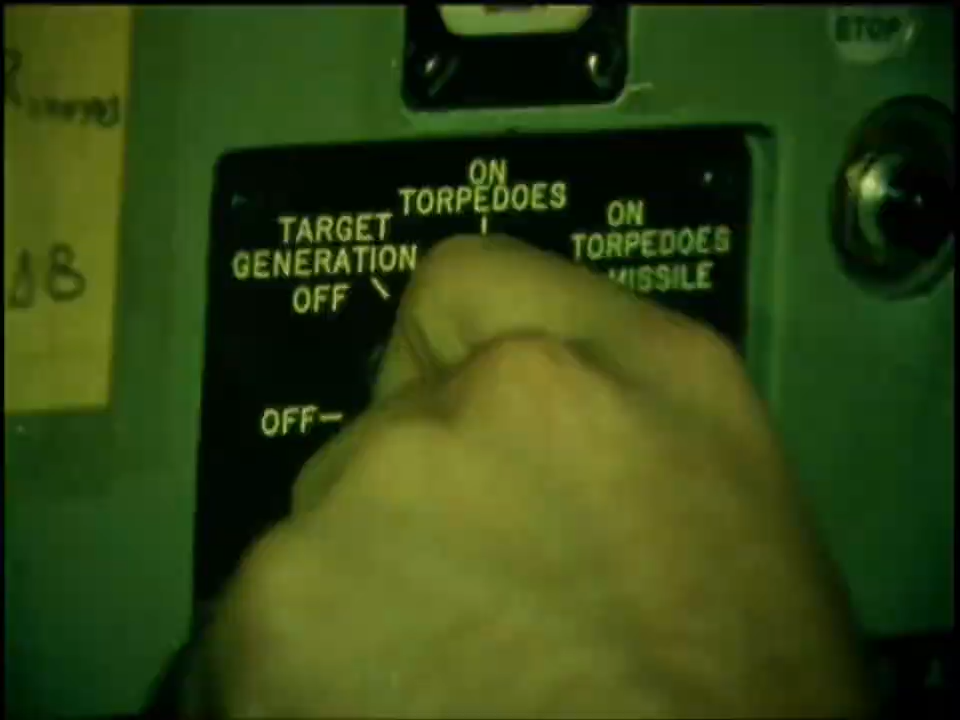 STOP
ON
TORPEDOES
TARGET
GENERATION
OFF
ON
TORPEDOES
MISSILE
OFF